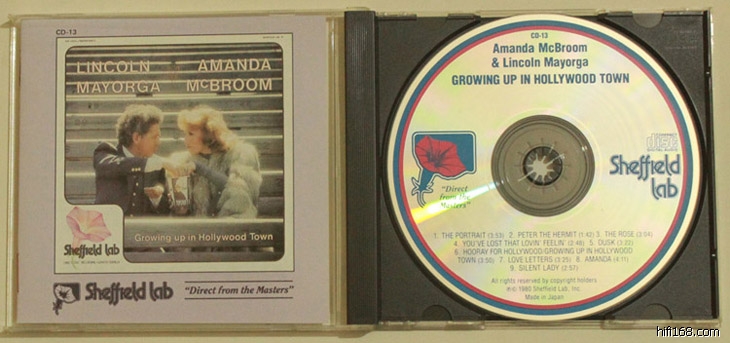 CD-13
LINCOLN AMANDA
MAYORGA McBROOM
Growing up in Hollywood Town
Sheffield Lab
Sheffield Lab "Direct from the Masters"
CD-13
Amanda McBroom
& Lincoln Mayorga
GROWING UP IN HOLLYWOOD TOWN
COMPACT
disc
DIGITAL AUDIO
Sheffield
Lab
"Direct
from the
Masters"
1. THE PORTRAIT (3:53) 2. PETER THE HERMIT (1:42) 3. THE ROSE (3:04)
4. YOU'VE LOST THAT LOVIN' FEELIN' (2:48) 5. DUSK (3:22)
6. HOORAY FOR HOLLYWOOD/GROWING UP IN HOLLYWOOD
TOWN (3:50) 7. LOVE LETTERS (3:25) 8. AMANDA (4:11)
9. SILENT LADY (2:57)
All rights reserved by copyright holders
℗ © 1980 Sheffield Lab, Inc.
Made in Japan
hifi168.com